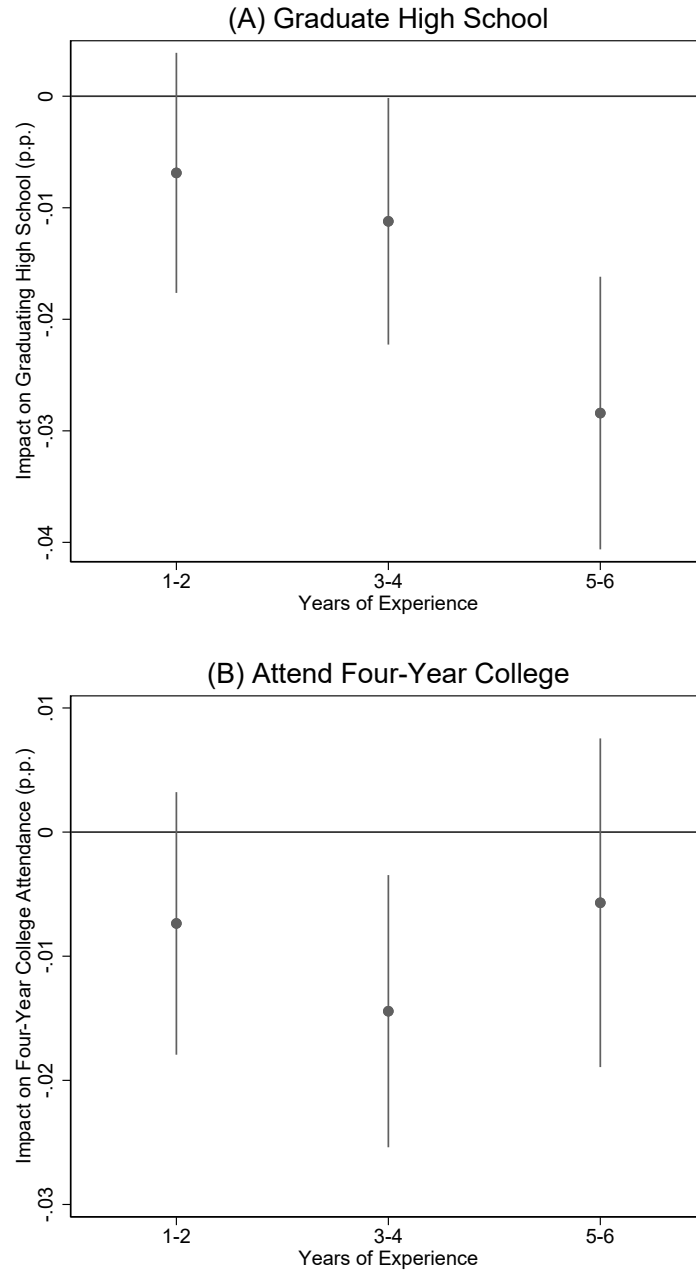 (A) Graduate High School
Impact on Graduating High School (p.p.)
0
-.01
-.02
-.03
-.04
1-2
3-4
5-6
Years of Experience
(B) Attend Four-Year College
Impact on Four-Year College Attendance (p.p.)
.01
0
-.01
-.02
-.03
1-2
3-4
5-6
Years of Experience